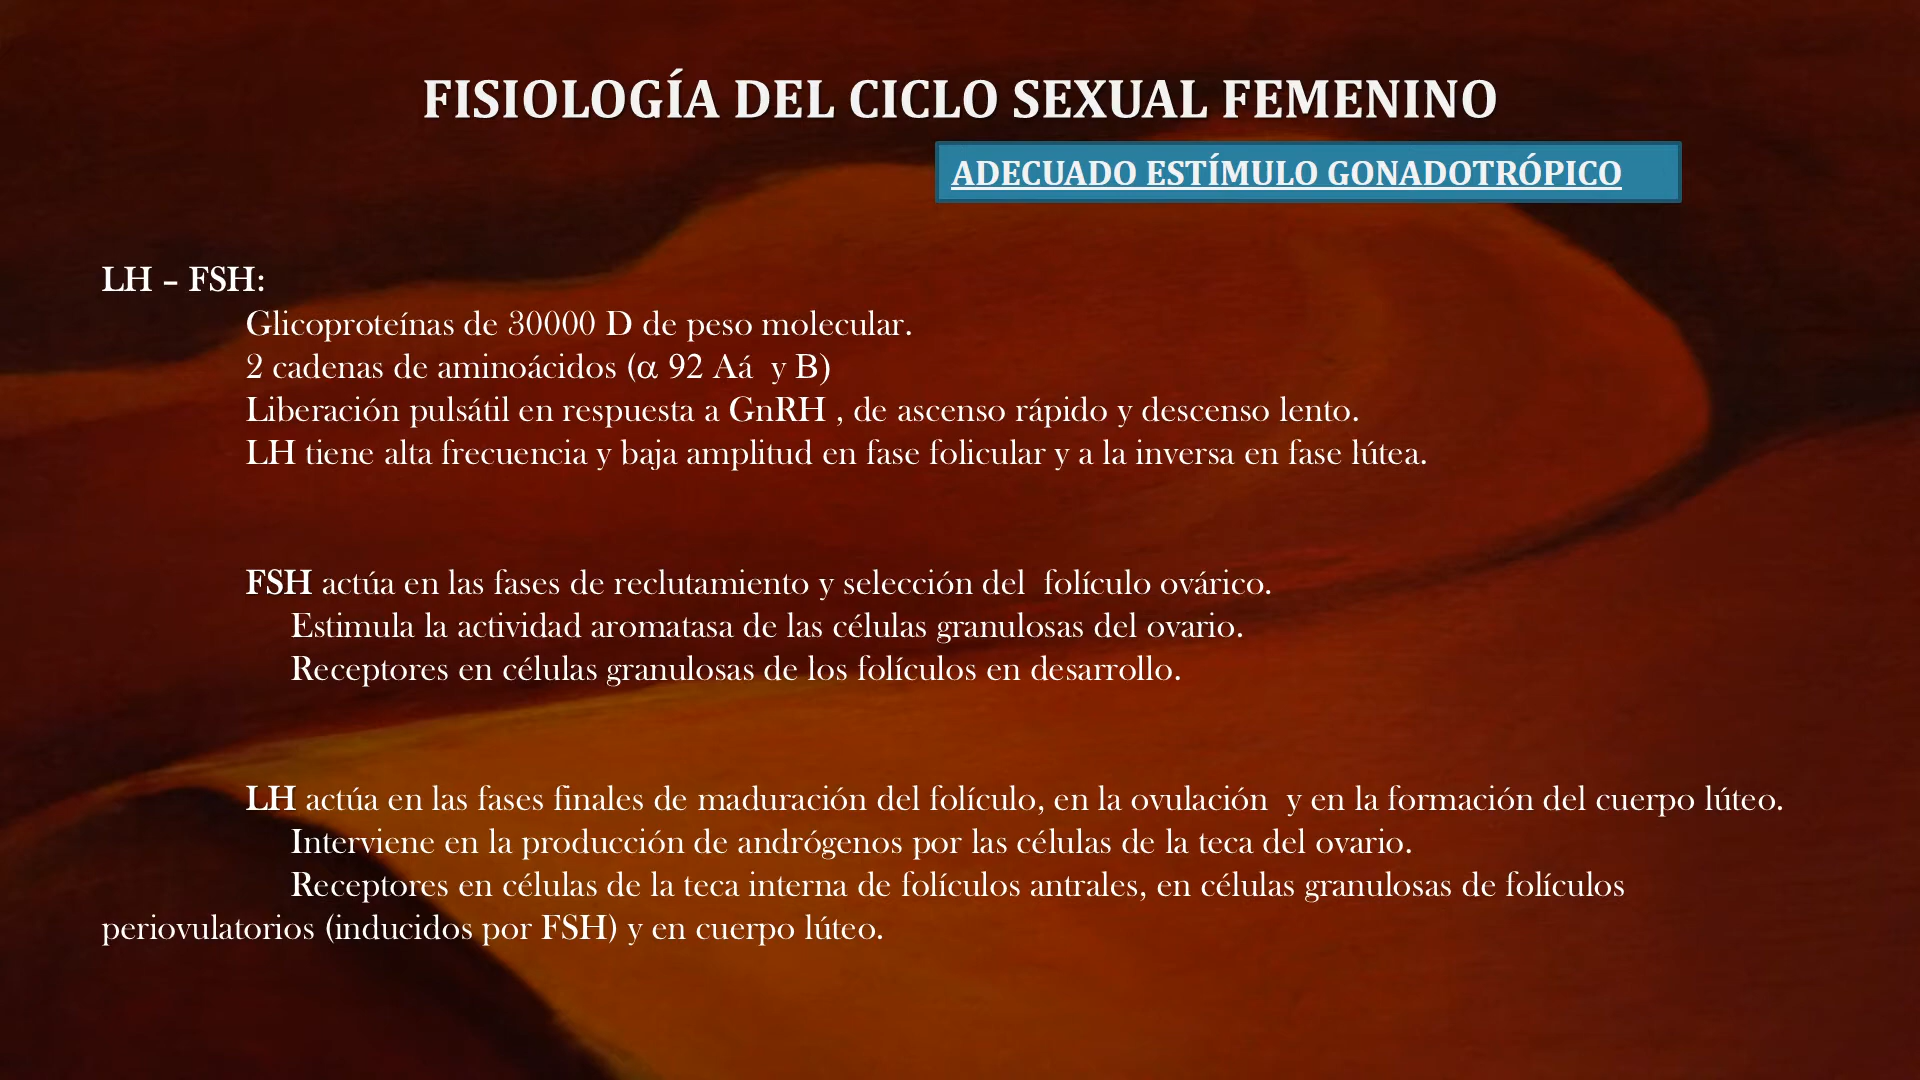 FISIOLOGÍA DEL CICLO SEXUAL FEMENINO
ADECUADO ESTÍMULO GONADOTRÓPICO
LH – FSH:
Glicoproteínas de 30000 D de peso molecular.
2 cadenas de aminoácidos (α 92 Aá  y B)
Liberación pulsátil en respuesta a GnRH , de ascenso rápido y descenso lento.
LH tiene alta frecuencia y baja amplitud en fase folicular y a la inversa en fase lútea.
FSH actúa en las fases de reclutamiento y selección del  folículo ovárico.
Estimula la actividad aromatasa de las células granulosas del ovario.
Receptores en células granulosas de los folículos en desarrollo.
LH actúa en las fases finales de maduración del folículo, en la ovulación  y en la formación del cuerpo lúteo.
Interviene en la producción de andrógenos por las células de la teca del ovario.
Receptores en células de la teca interna de folículos antrales, en células granulosas de folículos
periovulatorios (inducidos por FSH) y en cuerpo lúteo.